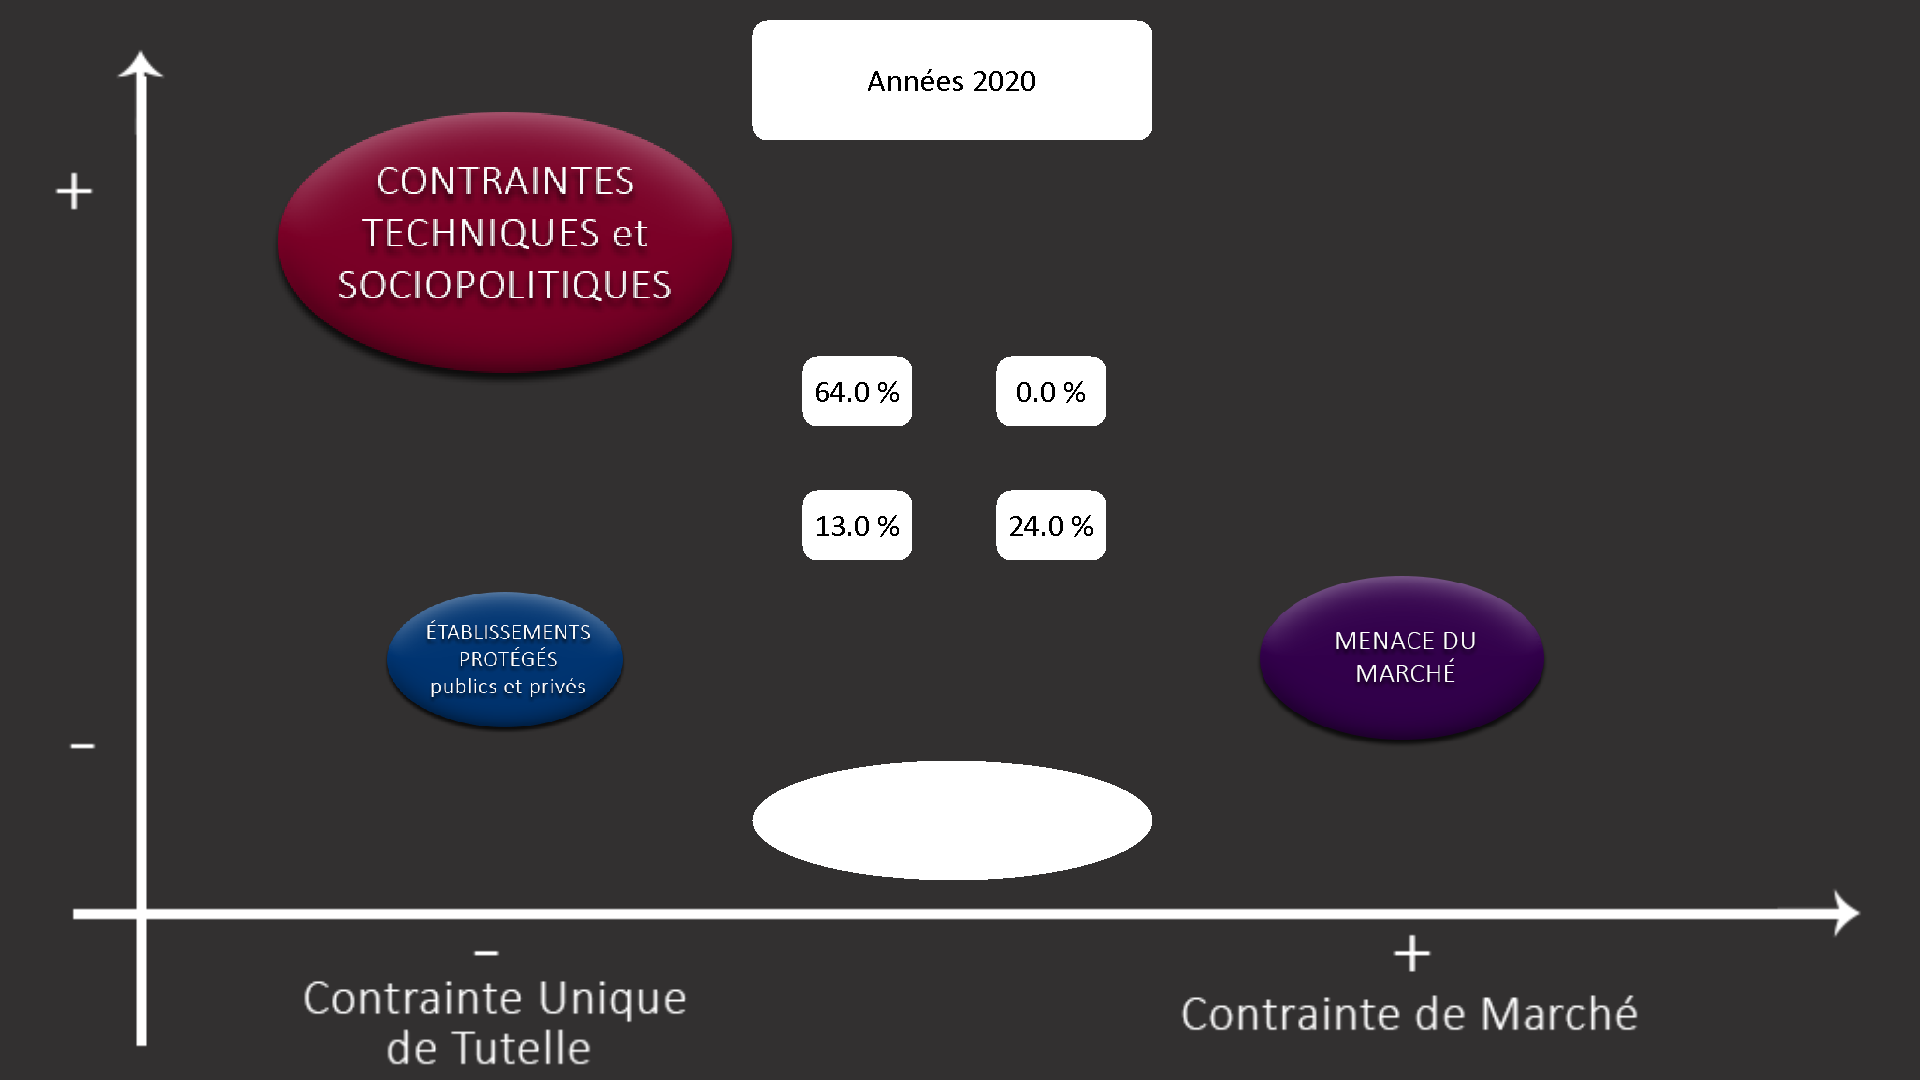 Années 2020
+
CONTRAINTES
TECHNIQUES et
SOCIOPOLITIQUES
64.0 %
0.0 %
13.0 %
24.0 %
ÉTABLISSEMENTS
PROTÉGÉS
publics et privés
MENACE DU
MARCHÉ
–
–
+
Contrainte Unique
de Tutelle
Contrainte de Marché